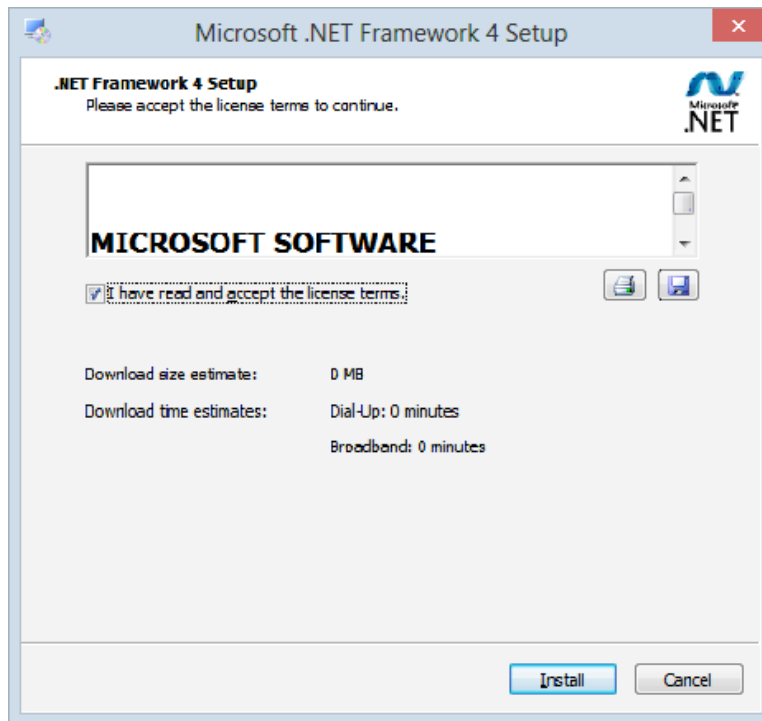 Microsoft .NET Framework 4 Setup
.NET Framework 4 Setup
Please accept the license terms to continue.
Microsoft
.NET
MICROSOFT SOFTWARE
I have read and accept the license terms.
Download size estimate: 0 MB
Download time estimates: Dial-Up: 0 minutes
Broadband: 0 minutes
Install Cancel